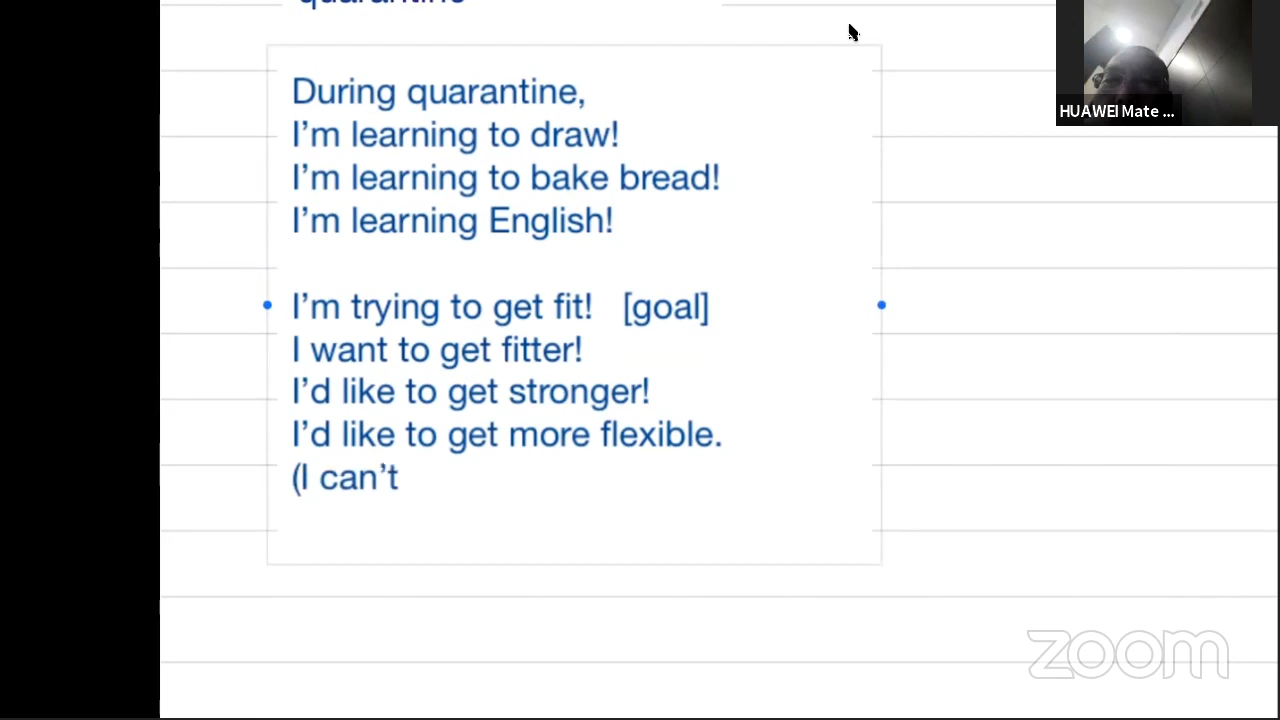 quarantine
During quarantine,
I'm learning to draw!
I'm learning to bake bread!
I'm learning English!
I'm trying to get fit! [goal]
I want to get fitter!
I'd like to get stronger!
I'd like to get more flexible.
(I can't
HUAWEI Mate ...
zoom